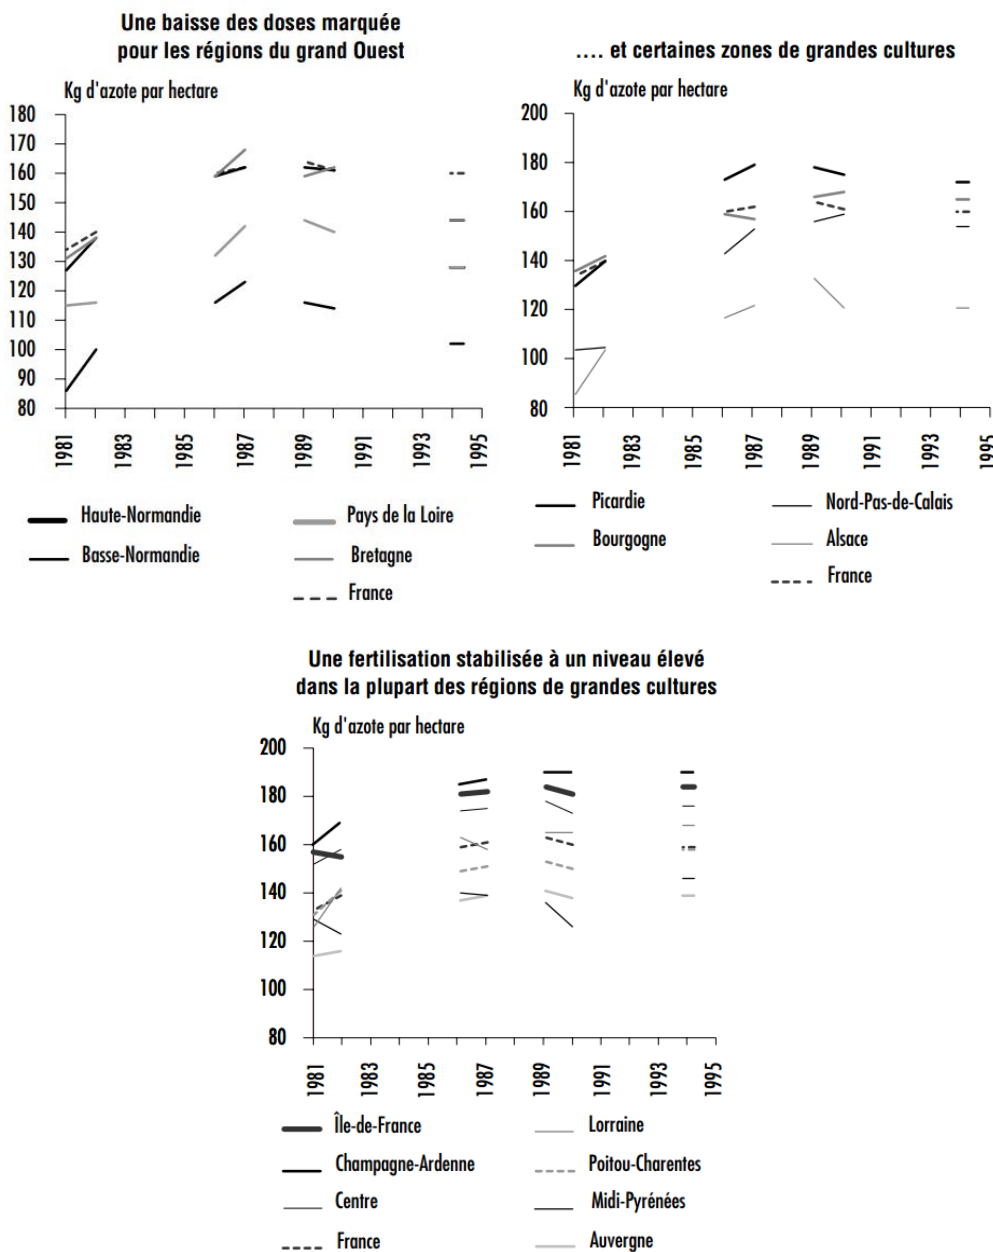 Une baisse des doses marquée
pour les régions du grand Ouest
Kg d'azote par hectare
180
170
160
150
140
130
120
110
100
90
80
1981
1983
1985
1987
1989
1991
1993
1995
Haute-Normandie
Pays de la Loire
Basse-Normandie
Bretagne
France
.... et certaines zones de grandes cultures
Kg d'azote par hectare
200
180
160
140
120
100
80
1981
1983
1985
1987
1989
1991
1993
1995
Picardie
Nord-Pas-de-Calais
Bourgogne
Alsace
France
Une fertilisation stabilisée à un niveau élevé
dans la plupart des régions de grandes cultures
Kg d'azote par hectare
200
180
160
140
120
100
80
1981
1983
1985
1987
1989
1991
1993
1995
Île-de-France
Lorraine
Champagne-Ardenne
Poitou-Charentes
Centre
Midi-Pyrénées
France
Auvergne